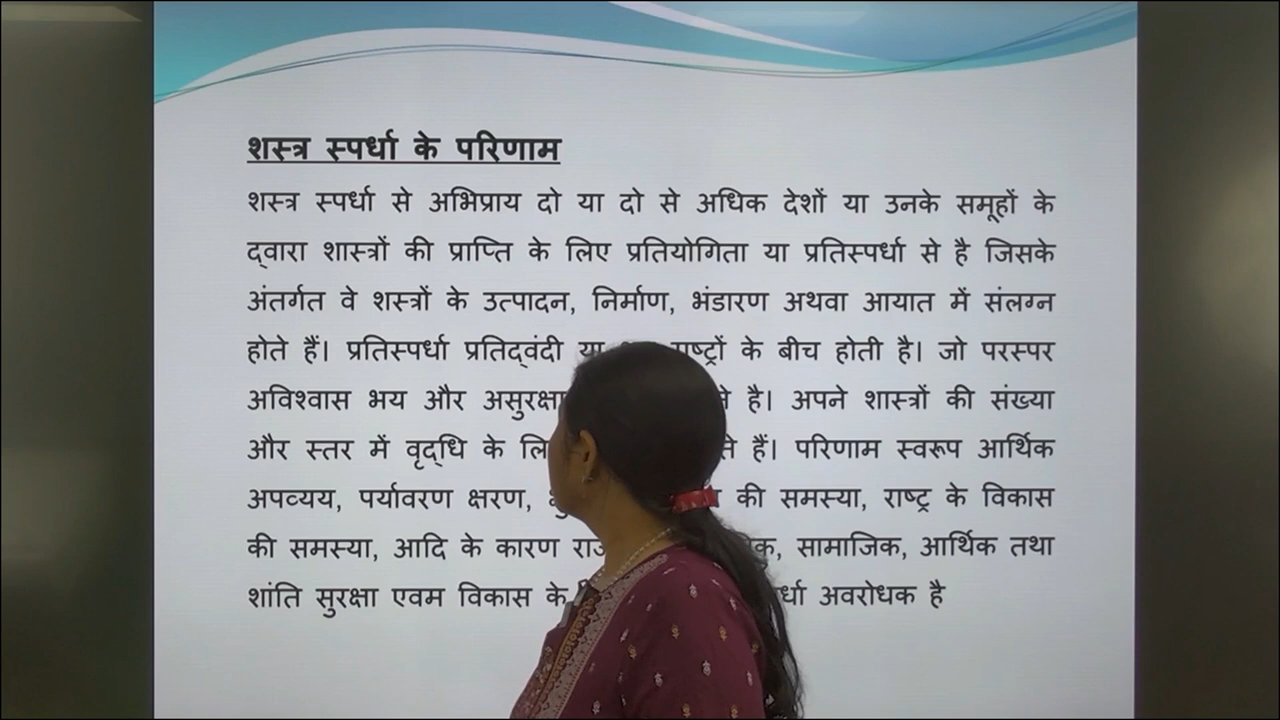 शस्त्र स्पर्धा के परिणाम
शस्त्र स्पर्धा से अभिप्राय दो या दो से अधिक देशों या उनके समूहों के
द्वारा शास्त्रों की प्राप्ति के लिए प्रतियोगिता या प्रतिस्पर्धा से है जिसके
अंतर्गत वे शस्त्रों के उत्पादन, निर्माण, भंडारण अथवा आयात में संलग्न
होते हैं। प्रतिस्पर्धा प्रतिद्वंदी या राष्ट्रों के बीच होती है। जो परस्पर
अविश्वास भय और असुरक्षा है। अपने शास्त्रों की संख्या
और स्तर में वृद्धि के हैं। परिणाम स्वरूप आर्थिक
अपव्यय, पर्यावरण क्षरण, की समस्या, राष्ट्र के विकास
की समस्या, आदि के कारण सामाजिक, आर्थिक तथा
शांति सुरक्षा एवम विकास के अवरोधक है